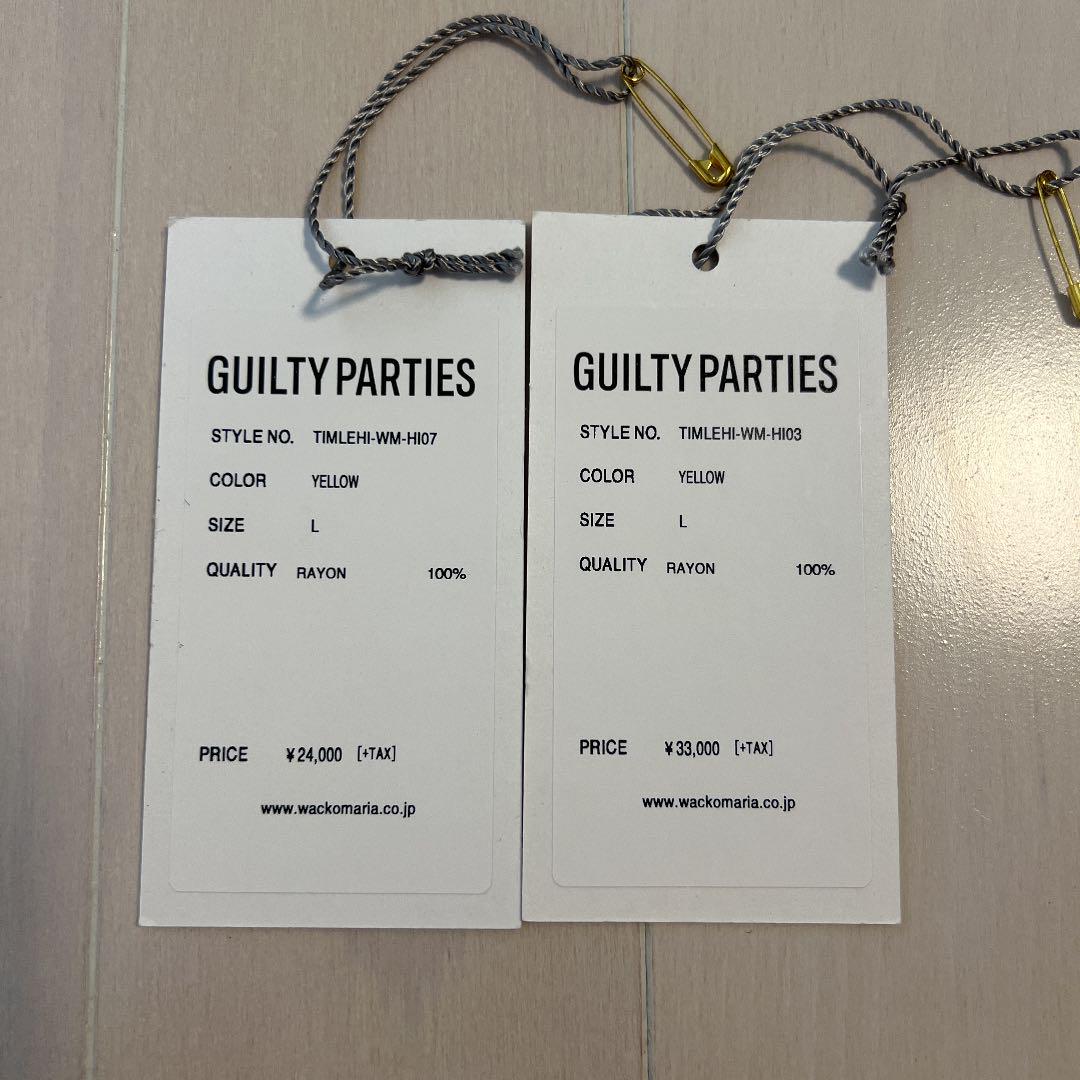 GUILTY PARTIES
STYLE NO. TIMLEHI-WM-HI07
COLOR YELLOW
SIZE L
QUALITY RAYON 100%
PRICE ¥24,000 [+TAX]
www.wackomaria.co.jp
GUILTY PARTIES
STYLE NO. TIMLEHI-WM-HI03
COLOR YELLOW
SIZE L
QUALITY RAYON 100%
PRICE ¥33,000 [+TAX]
www.wackomaria.co.jp